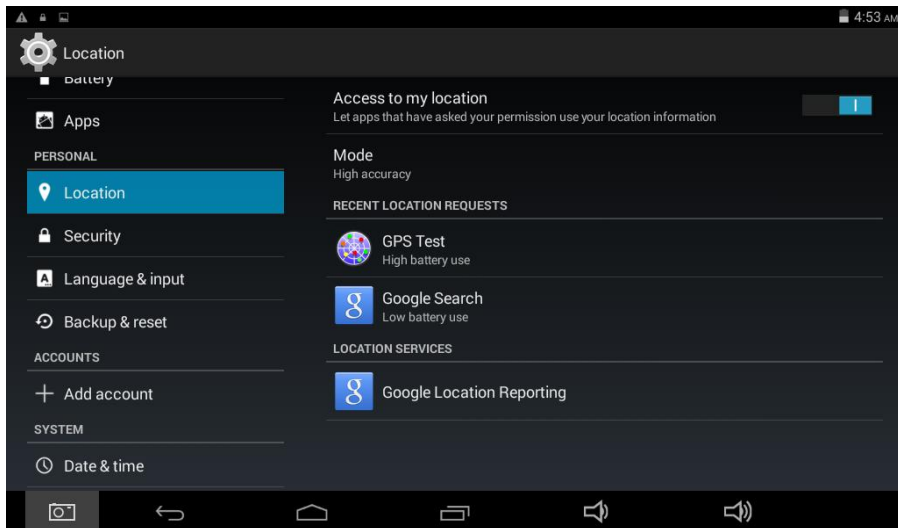 4:53 AM
Location
Battery
Apps
PERSONAL
Location
Security
Language & input
Backup & reset
ACCOUNTS
Add account
SYSTEM
Date & time
Access to my location
Let apps that have asked your permission use your location information
Mode
High accuracy
RECENT LOCATION REQUESTS
GPS Test
High battery use
Google Search
Low battery use
LOCATION SERVICES
Google Location Reporting